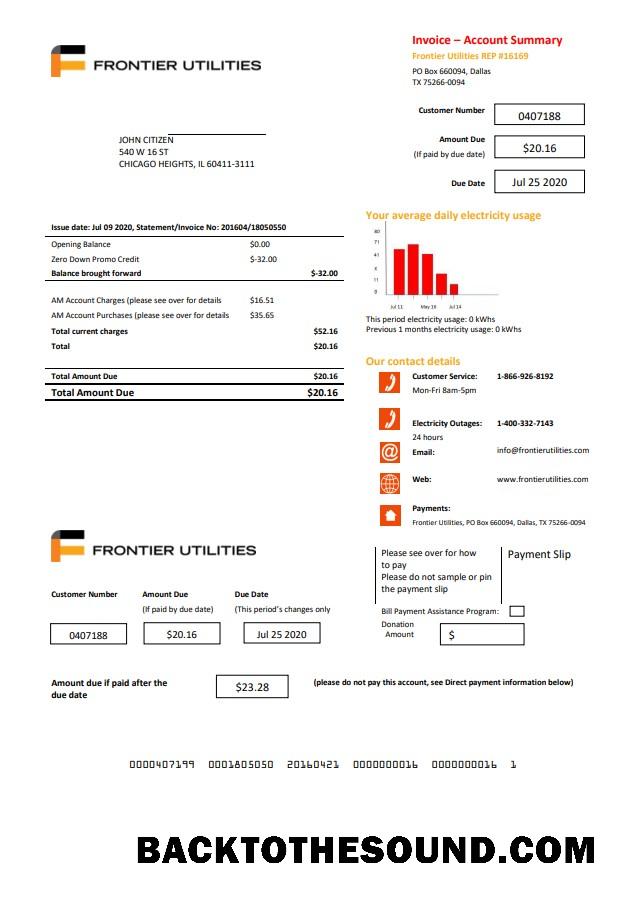 FRONTIER UTILITIES
Invoice – Account Summary
Frontier Utilities REP #16169
PO Box 660094, Dallas
TX 75266-0094
Customer Number 0407188
Amount Due $20.16
(If paid by due date)
Due Date Jul 25 2020
JOHN CITIZEN
540 W 16 ST
CHICAGO HEIGHTS, IL 60411-3111
Issue date: Jul 09 2020, Statement/Invoice No: 201604/18050550
Opening Balance $0.00
Zero Down Promo Credit $-32.00
Balance brought forward $-32.00
AM Account Charges (please see over for details $16.51
AM Account Purchases (please see over for details $35.65
Total current charges $52.16
Total $20.16
Total Amount Due $20.16
Total Amount Due $20.16
Your average daily electricity usage
80
71
41
x
11
0
Jul 11 May 18 Jul 14
This period electricity usage: 0 kWhs
Previous 1 months electricity usage: 0 kWhs
Our contact details
Customer Service: 1-866-926-8192
Mon-Fri 8am-5pm
Electricity Outages: 1-400-332-7143
24 hours
Email: info@frontierutilities.com
Web: www.frontierutilities.com
Payments:
Frontier Utilities, PO Box 660094, Dallas, TX 75266-0094
FRONTIER UTILITIES
Please see over for how
to pay
Please do not sample or pin
the payment slip
Payment Slip
Bill Payment Assistance Program:
Donation
Amount $
Customer Number Amount Due Due Date
(If paid by due date) (This period's changes only
0407188 $20.16 Jul 25 2020
Amount due if paid after the
due date
$23.28
(please do not pay this account, see Direct payment information below)
0000407199 0001805050 20160421 0000000016 0000000016 1
BACKTOTHESOUND.COM